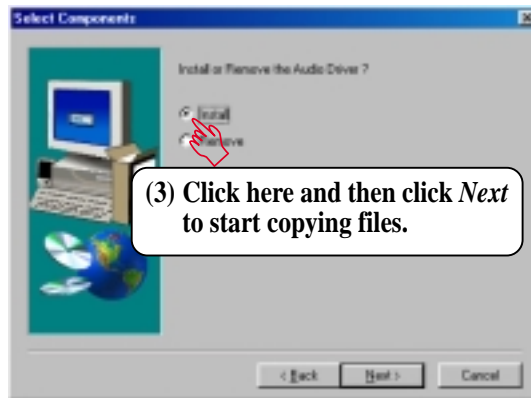 Select Components
Install or Remove the Audio Driver ?
Install
Remove
(3) Click here and then click Next
to start copying files.
< Back
Next >
Cancel